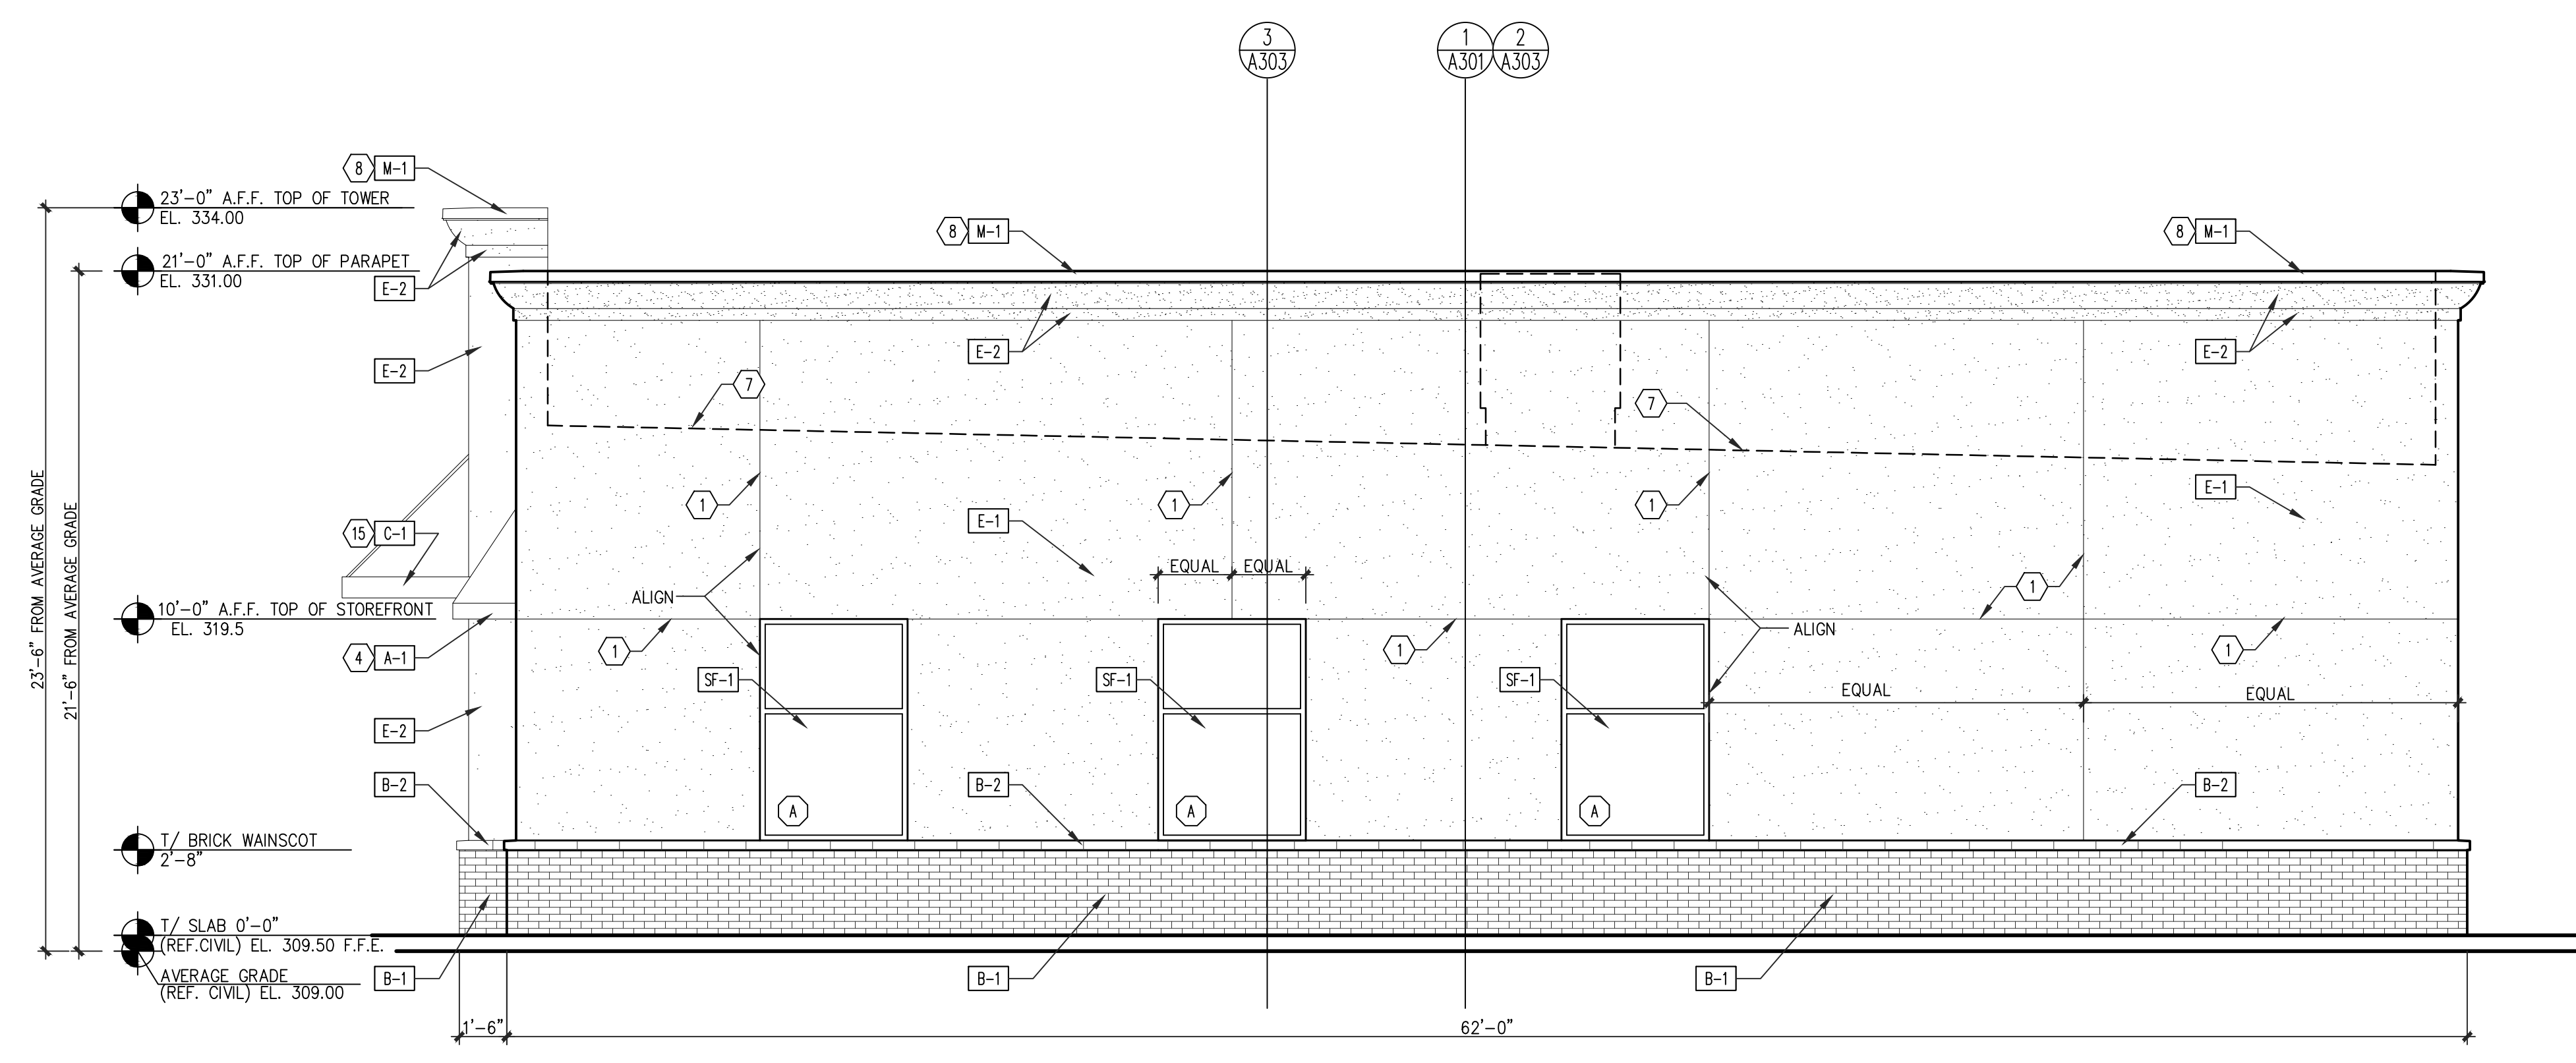 3
A303
1
A301
2
A303
8 M-1
23'-0" A.F.F. TOP OF TOWER
EL. 334.00
8 M-1
8 M-1
21'-0" A.F.F. TOP OF PARAPET
EL. 331.00
E-2
E-2
E-2
E-2
7
7
1
1
1
E-1
E-1
15 C-1
EQUAL
EQUAL
ALIGN
1
10'-0" A.F.F. TOP OF STOREFRONT
EL. 319.5
ALIGN
4 A-1
1
1
1
SF-1
SF-1
SF-1
EQUAL
EQUAL
E-2
B-2
B-2
B-2
A
A
A
T/ BRICK WAINSCOT
2'-8"
T/ SLAB 0'-0"
(REF.CIVIL) EL. 309.50 F.F.E.
AVERAGE GRADE
(REF. CIVIL) EL. 309.00
B-1
B-1
B-1
23'-6" FROM AVERAGE GRADE
21'-6" FROM AVERAGE GRADE
1'-6"
62'-0"